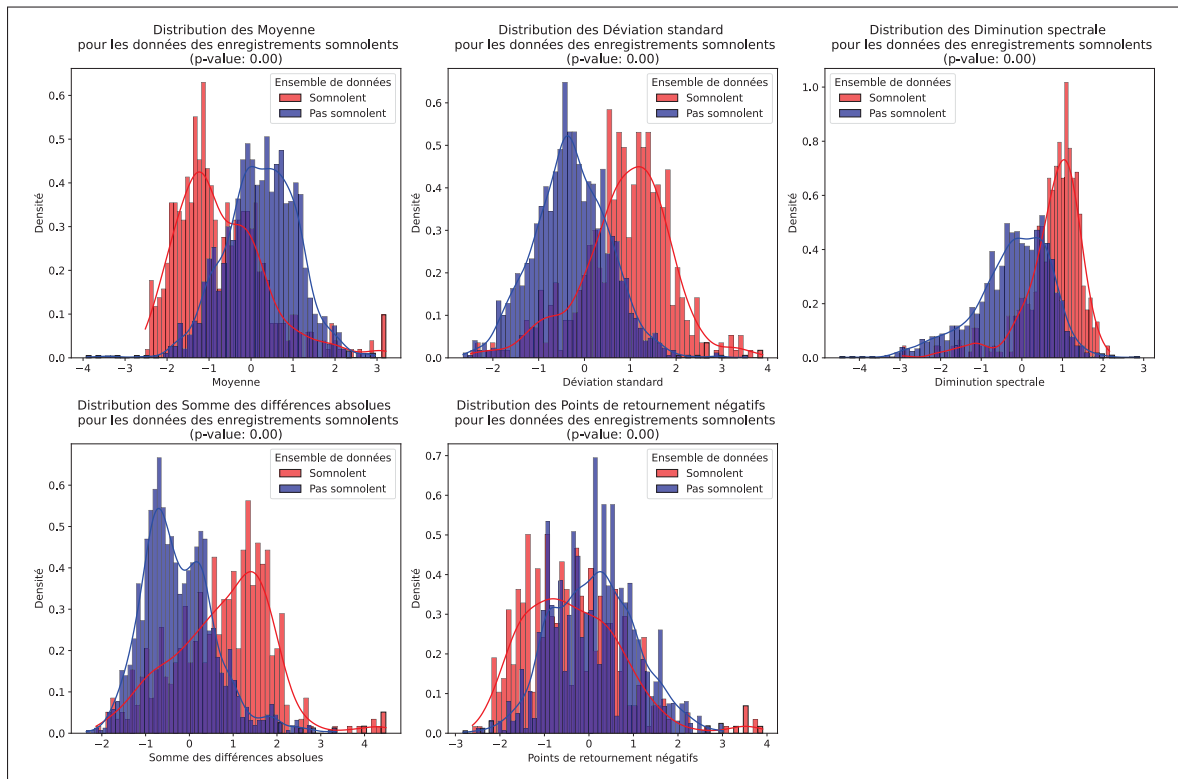 Distribution des Moyenne
pour les données des enregistrements somnolents
(p-value: 0.00)
Ensemble de données
Somnolent
Pas somnolent
Densité
0.6
0.5
0.4
0.3
0.2
0.1
0.0
−4
−3
−2
−1
0
1
2
3
Moyenne
Distribution des Déviation standard
pour les données des enregistrements somnolents
(p-value: 0.00)
Ensemble de données
Somnolent
Pas somnolent
Densité
0.6
0.5
0.4
0.3
0.2
0.1
0.0
−2
−1
0
1
2
3
4
Déviation standard
Distribution des Diminution spectrale
pour les données des enregistrements somnolents
(p-value: 0.00)
Ensemble de données
Somnolent
Pas somnolent
Densité
1.0
0.8
0.6
0.4
0.2
0.0
−4
−3
−2
−1
0
1
2
3
Diminution spectrale
Distribution des Somme des différences absolues
pour les données des enregistrements somnolents
(p-value: 0.00)
Ensemble de données
Somnolent
Pas somnolent
Densité
0.6
0.5
0.4
0.3
0.2
0.1
0.0
−2
−1
0
1
2
3
4
Somme des différences absolues
Distribution des Points de retournement négatifs
pour les données des enregistrements somnolents
(p-value: 0.00)
Ensemble de données
Somnolent
Pas somnolent
Densité
0.7
0.6
0.5
0.4
0.3
0.2
0.1
0.0
−3
−2
−1
0
1
2
3
4
Points de retournement négatifs